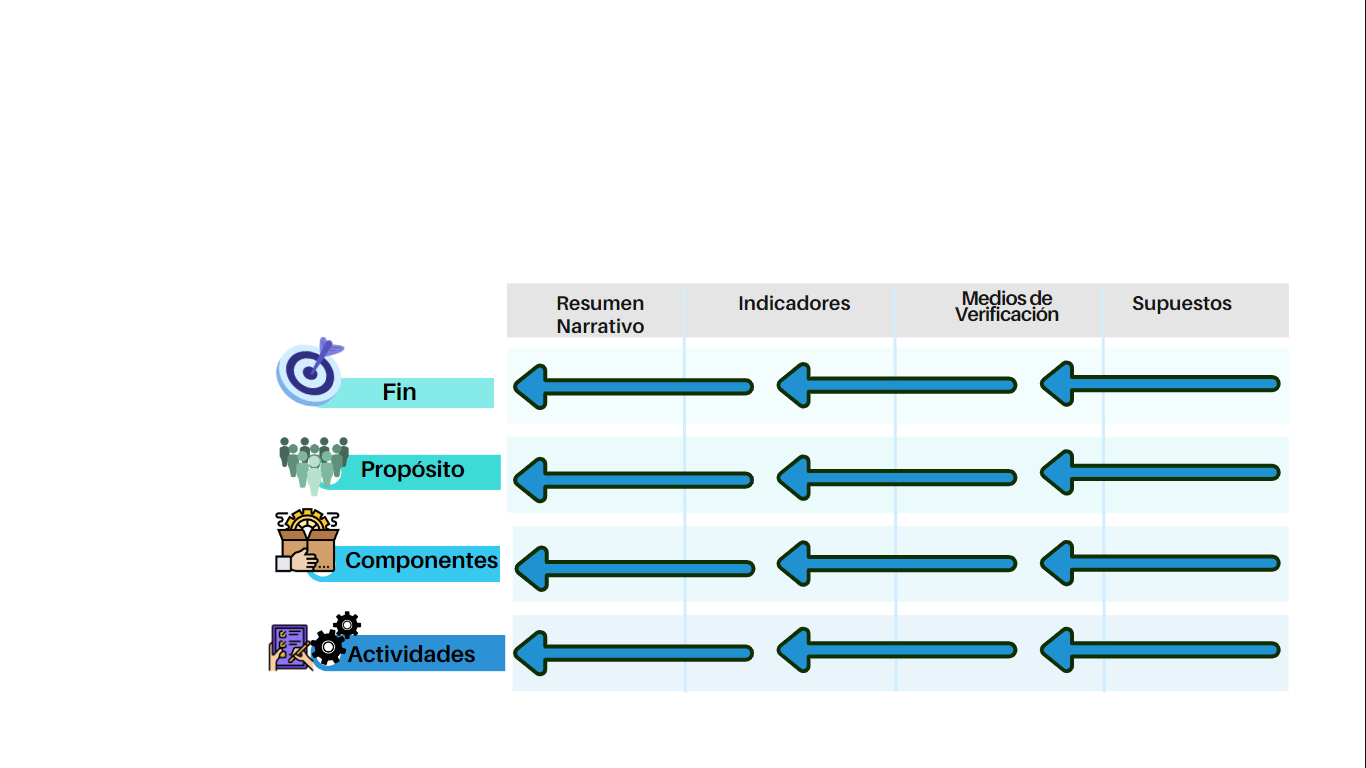 Resumen
Narrativo
Indicadores
Medios de
Verificación
Supuestos
Fin
Propósito
Componentes
Actividades